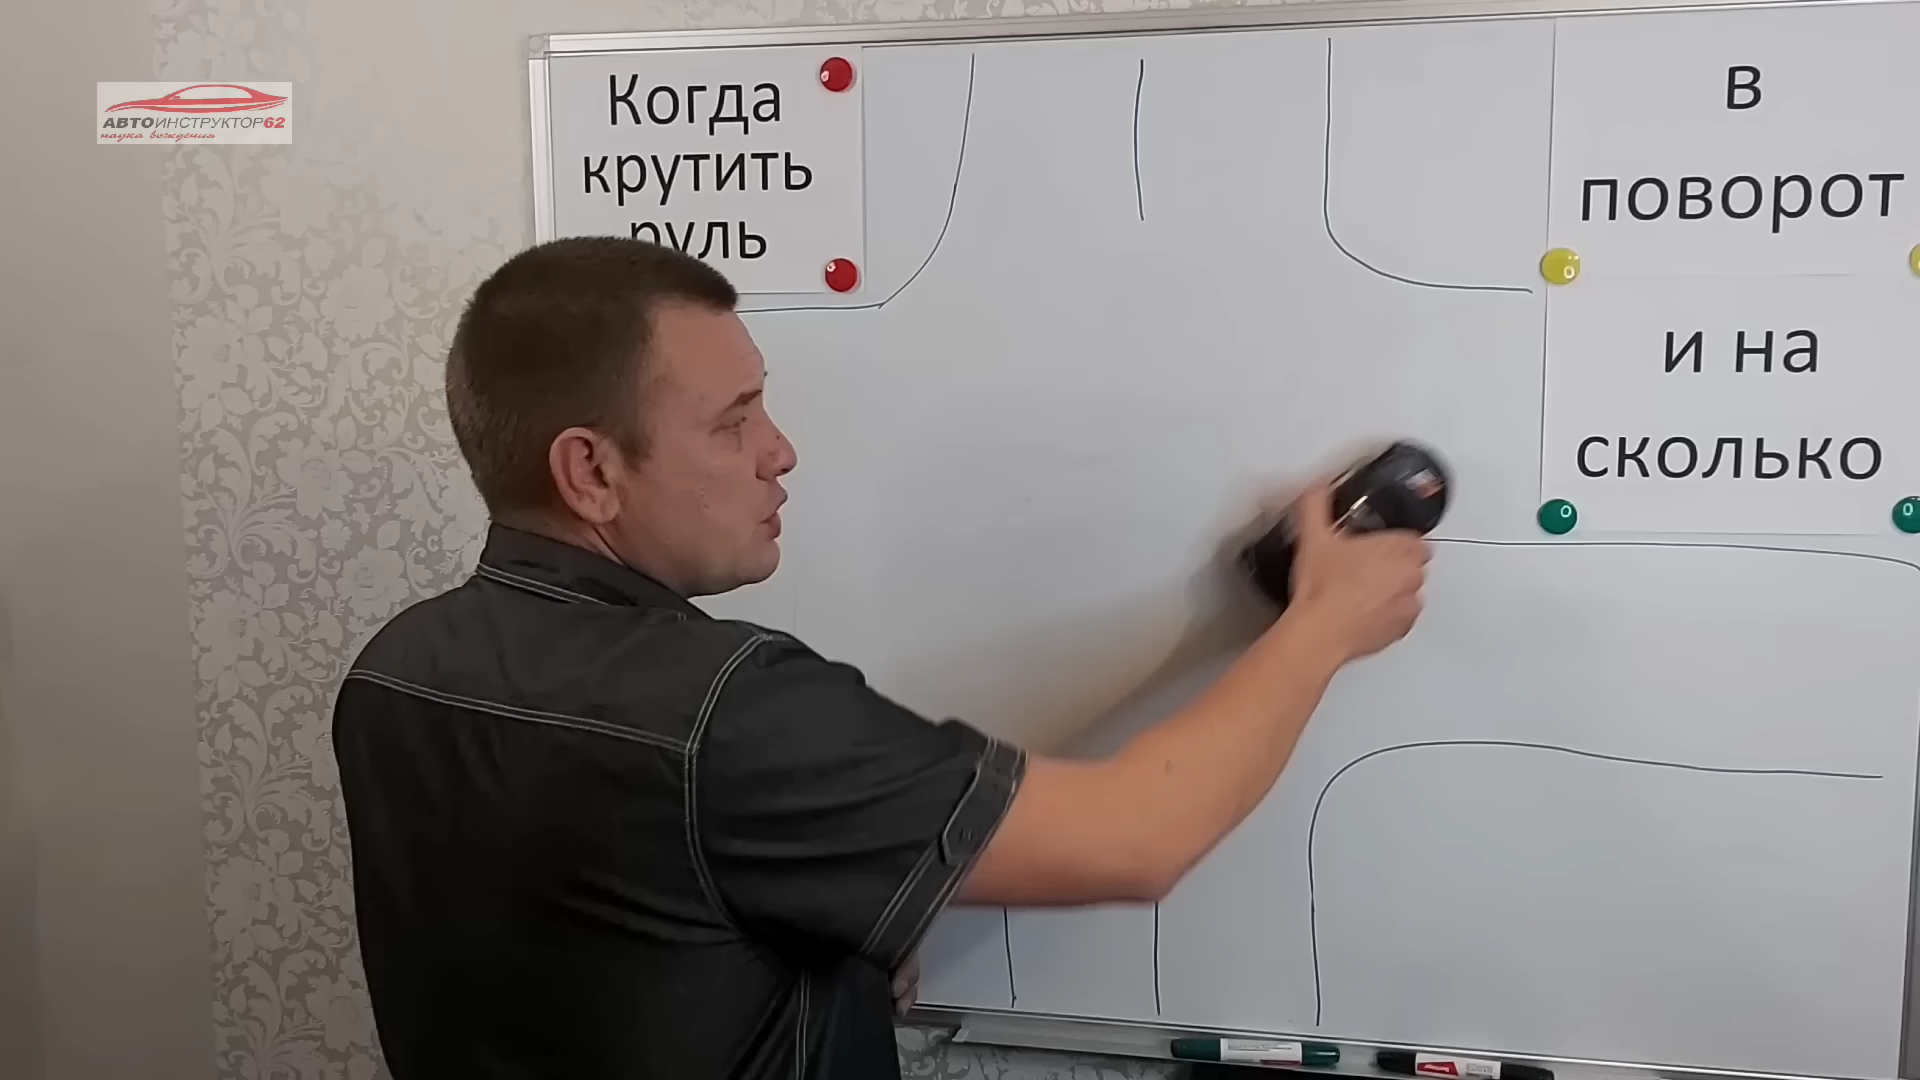 АВТОИНСТРУКТОР62
наука вождения
Когда
крутить
руль
в
поворот
и на
сколько